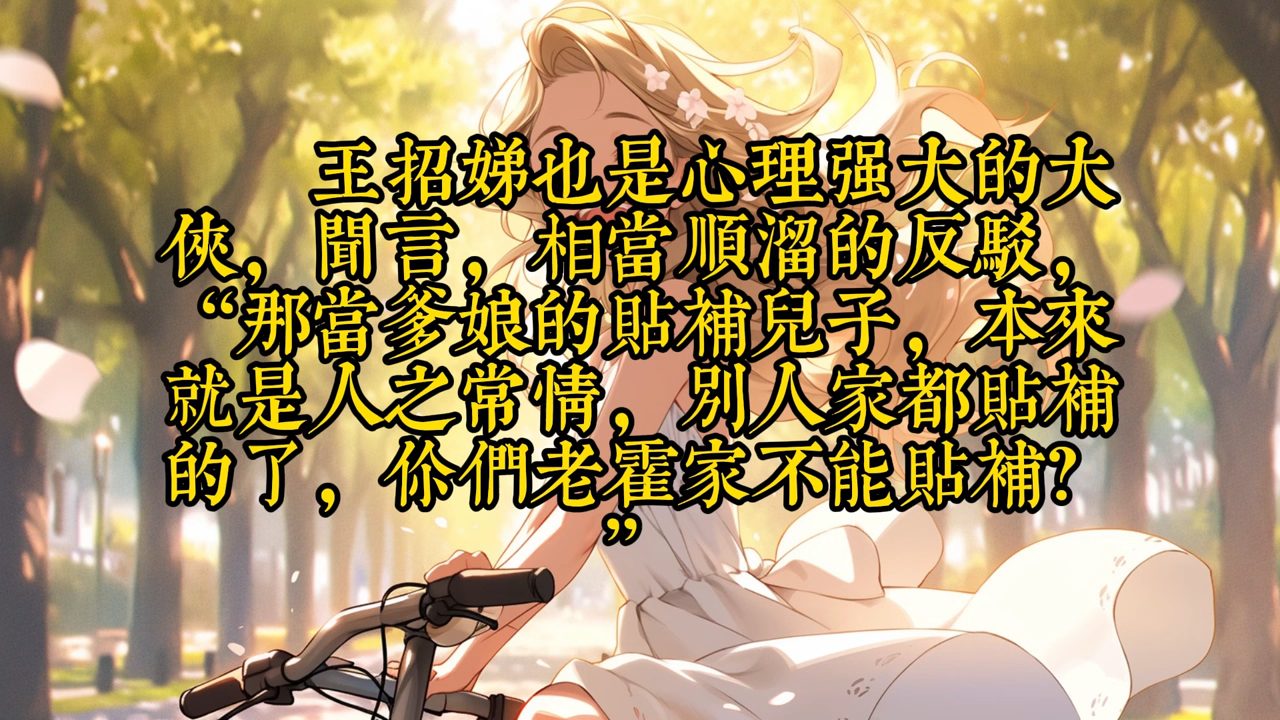 王招娣也是心理强大的大
俠，聞言，相當順溜的反駁，
“那當爹娘的貼補兒子，本來
就是人之常情，別人家都貼補
的了，伱們老霍家不能貼補？
”